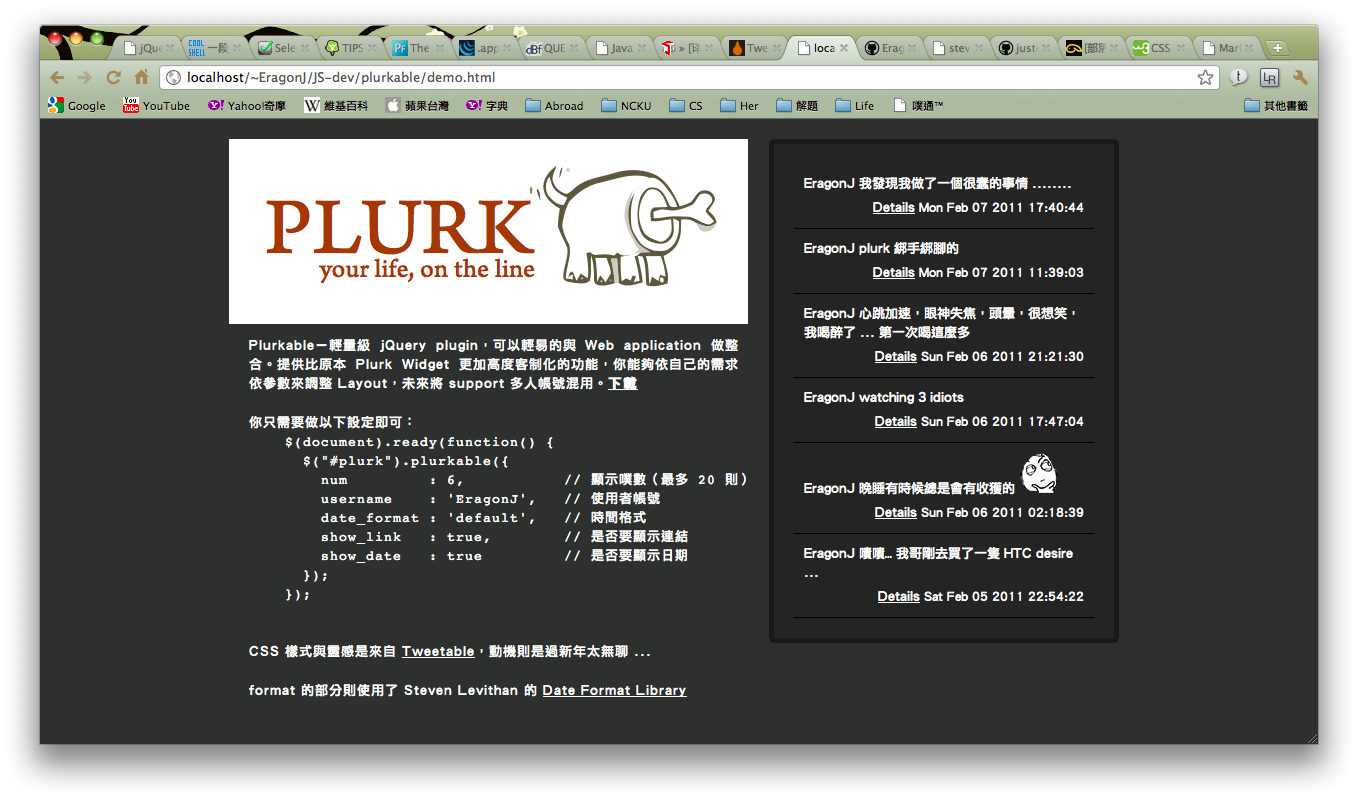 jQue
COOL SHELL 一段
Sele
TIPS
PF The
.app
dBf QUE
Java
» [筆
Twe
loca
Erag
stev
just
[部落
CSS
Mar
localhost/~EragonJ/JS-dev/plurkable/demo.html
t
LR
Google
You Tube YouTube
Y! Yahoo!奇摩
W 維基百科
蘋果台灣
Y! 字典
Abroad
NCKU
CS
Her
解題
Life
噗通™
其他書籤
PLURK
your life, on the line
Plurkable－輕量級 jQuery plugin，可以輕易的與 Web application 做整
合。提供比原本 Plurk Widget 更加高度客制化的功能，你能夠依自己的需求
依參數來調整 Layout，未來將 support 多人帳號混用。下載
你只需要做以下設定即可：
$(document).ready(function() {
$("#plurk").plurkable({
num : 6, // 顯示噗數（最多 20 則）
username : 'EragonJ', // 使用者帳號
date_format : 'default', // 時間格式
show_link : true, // 是否要顯示連結
show_date : true // 是否要顯示日期
});
});
CSS 樣式與靈感是來自 Tweetable，動機則是過新年太無聊 ...
format 的部分則使用了 Steven Levithan 的 Date Format Library
EragonJ 我發現我做了一個很蠢的事情 ........
Details Mon Feb 07 2011 17:40:44
EragonJ plurk 綁手綁腳的
Details Mon Feb 07 2011 11:39:03
EragonJ 心跳加速，眼神失焦，頭暈，很想笑，
我喝醉了 ... 第一次喝這麼多
Details Sun Feb 06 2011 21:21:30
EragonJ watching 3 idiots
Details Sun Feb 06 2011 17:47:04
EragonJ 晚睡有時候總是會有收獲的
Details Sun Feb 06 2011 02:18:39
EragonJ 嘖嘖... 我哥剛去買了一隻 HTC desire
...
Details Sat Feb 05 2011 22:54:22